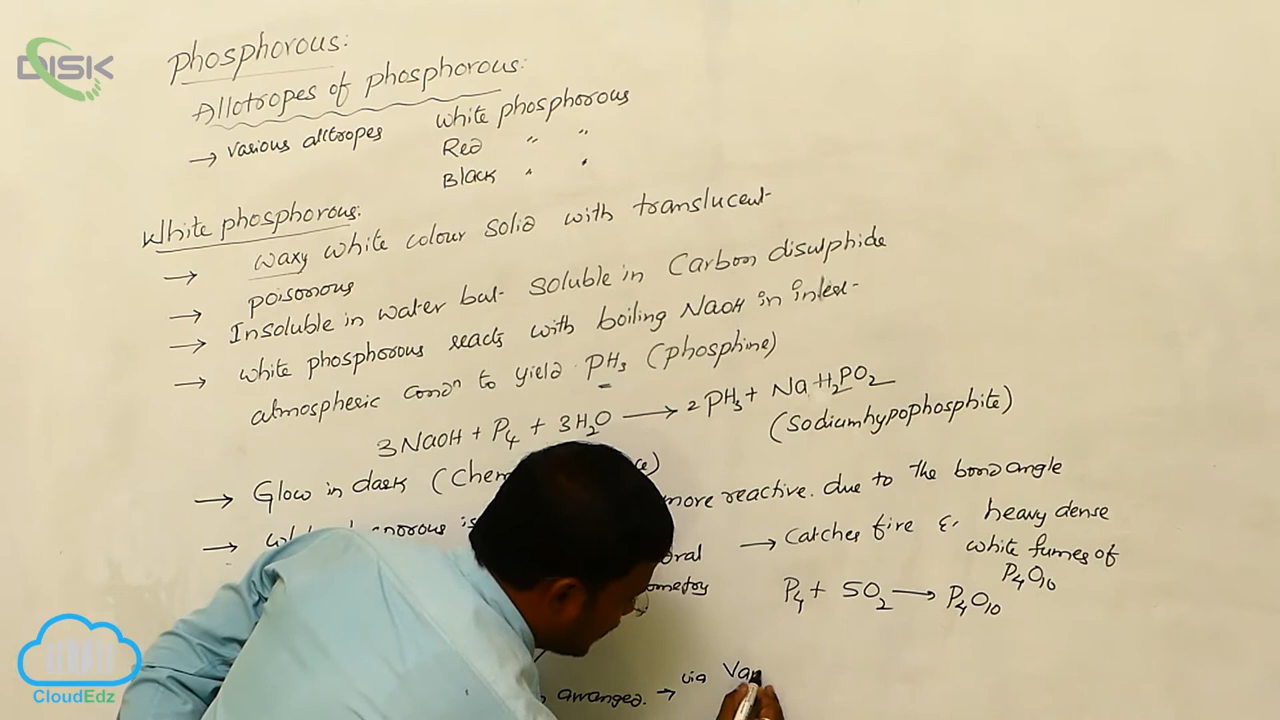 DISK
Phosphorous:
Allotropes of phosphorous:
→ various alltropes white phosphorous
Red " "
Black " "
White phosphorous:
→ waxy white colour solid with translucent
→ poisonous
→ Insoluble in water but soluble in Carbon disulphide
→ white phosphorous reacts with boiling NaOH in inert
atmospheric condⁿ to yield PH₃ (phosphine)
3NaOH + P₄ + 3H₂O → 2PH₃ + NaH₂PO₂
(Sodiumhypophosphite)
→ Glow in dark (Chem
more reactive. due to the bond angle
→ Catches fire & heavy dense
white fumes of
P₄O₁₀
P₄ + 5O₂ → P₄O₁₀
arranged. → via Van
CloudEdz